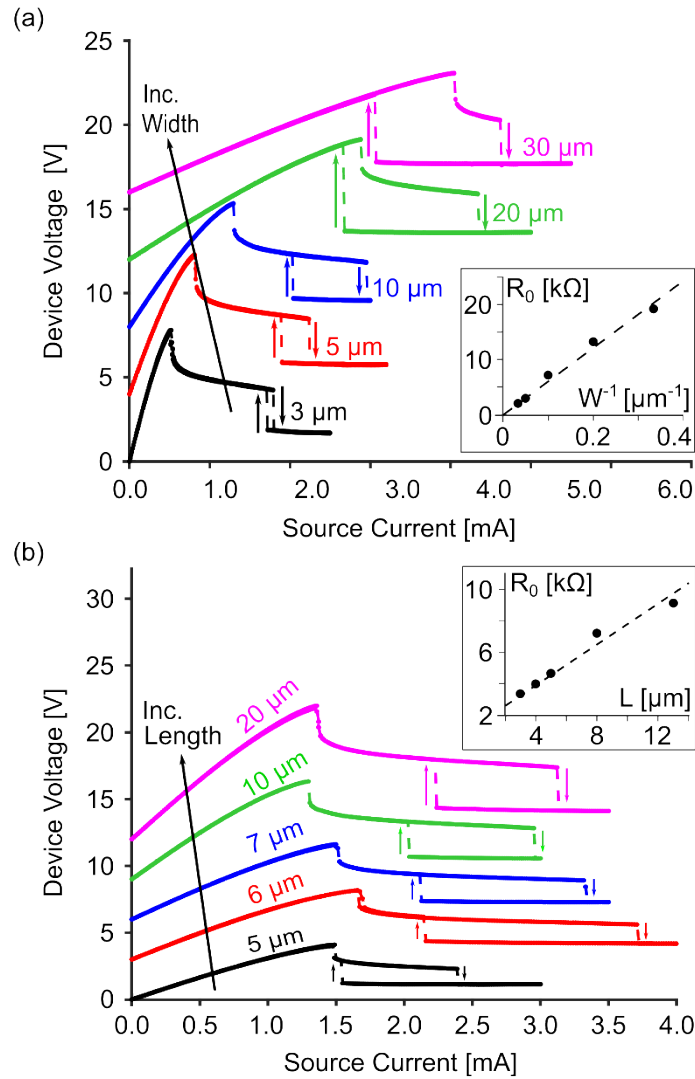 (a)
25
20
15
10
5
0
Device Voltage [V]
Inc.
Width
30 µm
20 µm
10 µm
5 µm
3 µm
R0 [kΩ]
20
10
0
W-1 [µm-1]
0.0
0.2
0.4
0.0
1.0
2.0
3.0
4.0
5.0
6.0
Source Current [mA]
(b)
30
25
20
15
10
5
0
Device Voltage [V]
Inc.
Length
20 µm
10 µm
7 µm
6 µm
5 µm
R0 [kΩ]
10
6
2
L [µm]
4
8
12
0.0
0.5
1.0
1.5
2.0
2.5
3.0
3.5
4.0
Source Current [mA]